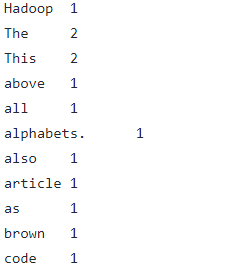 Hadoop 1
The 2
This 2
above 1
all 1
alphabets. 1
also 1
article 1
as 1
brown 1
code 1